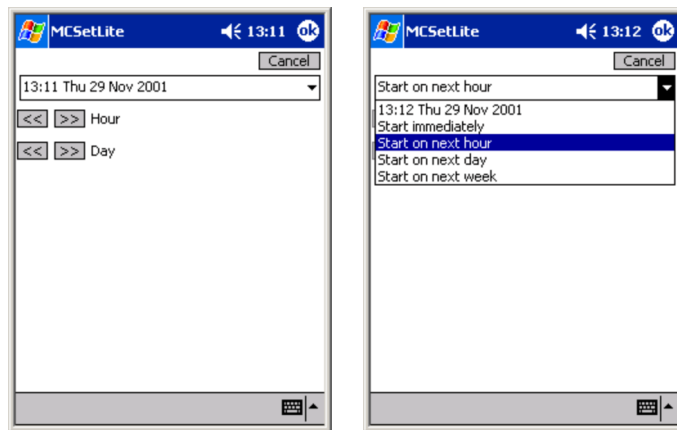 MCSetLite 13:11 ok
Cancel
13:11 Thu 29 Nov 2001
<< >> Hour
<< >> Day
MCSetLite 13:12 ok
Cancel
Start on next hour
13:12 Thu 29 Nov 2001
Start immediately
Start on next hour
Start on next day
Start on next week